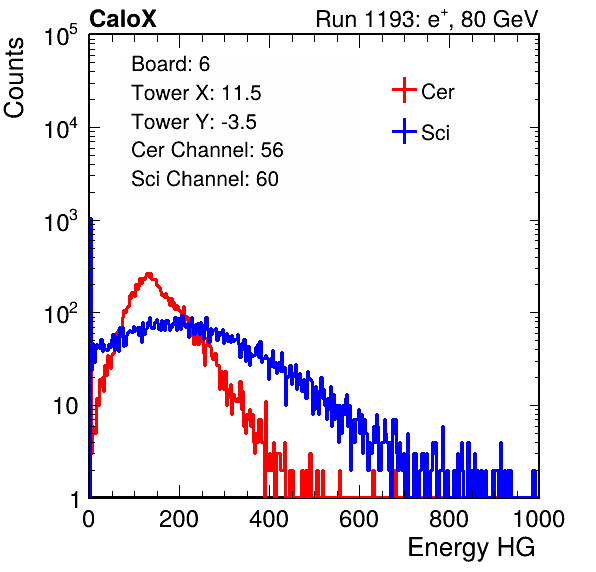 CaloX Run 1193: e⁺, 80 GeV
Counts
10⁵
10⁴
10³
10²
10
1
Board: 6
Tower X: 11.5
Tower Y: -3.5
Cer Channel: 56
Sci Channel: 60
Cer
Sci
0 200 400 600 800 1000
Energy HG